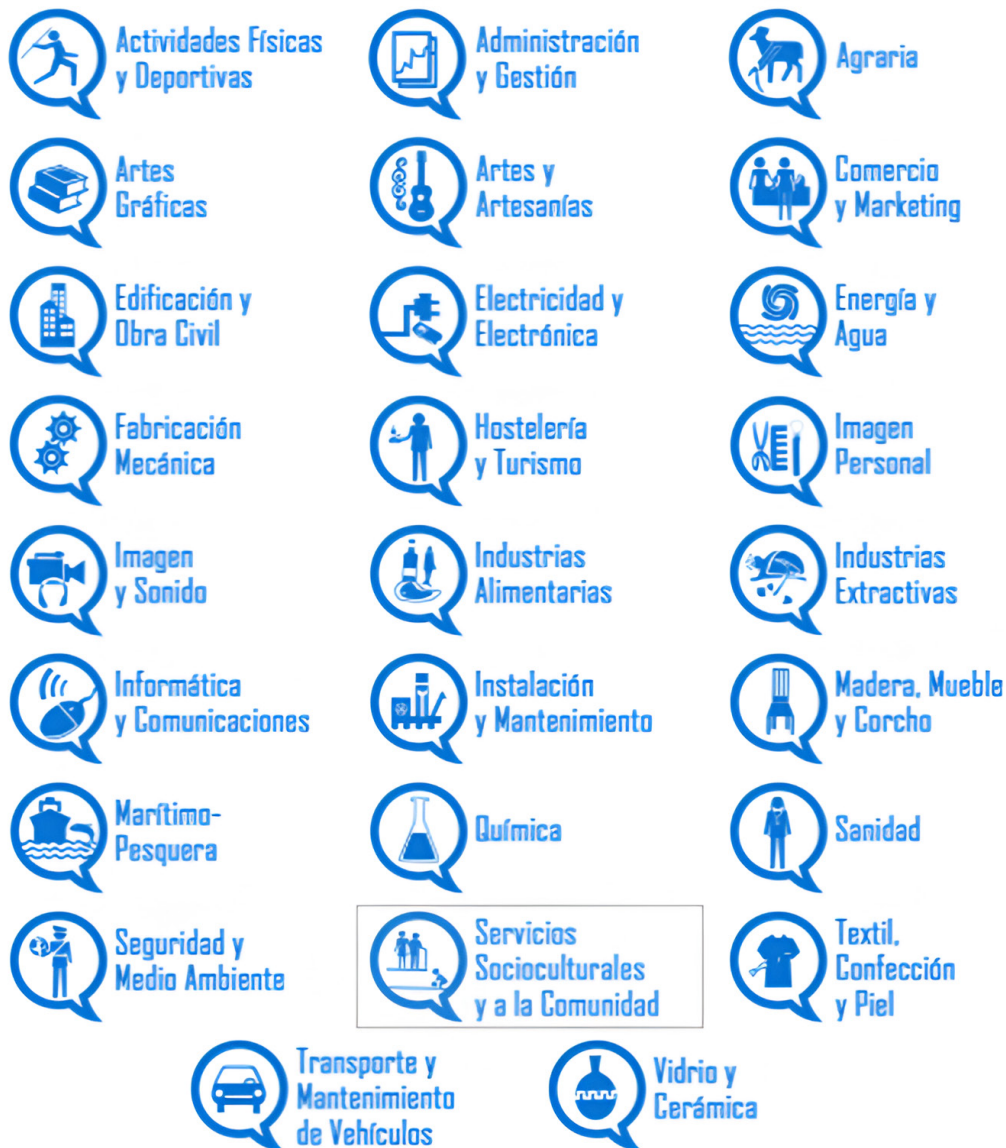 Actividades Físicas
y Deportivas
Administración
y Gestión
Agraria
Artes
Gráficas
Artes y
Artesanías
Comercio
y Marketing
Edificación y
Obra Civil
Electricidad y
Electrónica
Energía y
Agua
Fabricación
Mecánica
Hostelería
y Turismo
Imagen
Personal
Imagen
y Sonido
Industrias
Alimentarias
Industrias
Extractivas
Informática
y Comunicaciones
Instalación
y Mantenimiento
Madera, Mueble
y Corcho
Marítimo-
Pesquera
Química
Sanidad
Seguridad y
Medio Ambiente
Servicios
Socioculturales
y a la Comunidad
Textil,
Confección
y Piel
Transporte y
Mantenimiento
de Vehículos
Vidrio y
Cerámica